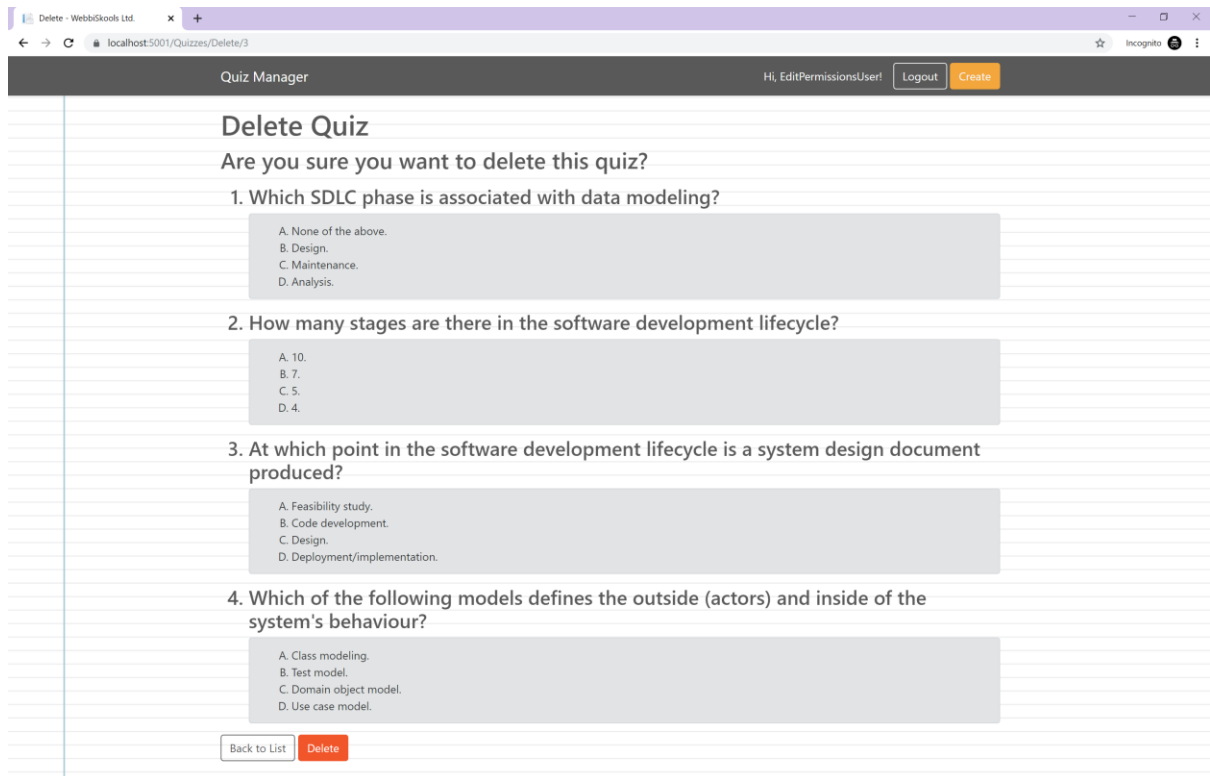 Delete - WebbiSkools Ltd.
localhost:5001/Quizzes/Delete/3
Incognito
Quiz Manager
Hi, EditPermissionsUser!
Logout
Create
Delete Quiz
Are you sure you want to delete this quiz?
1. Which SDLC phase is associated with data modeling?
A. None of the above.
B. Design.
C. Maintenance.
D. Analysis.
2. How many stages are there in the software development lifecycle?
A. 10.
B. 7.
C. 5.
D. 4.
3. At which point in the software development lifecycle is a system design document
produced?
A. Feasibility study.
B. Code development.
C. Design.
D. Deployment/implementation.
4. Which of the following models defines the outside (actors) and inside of the
system's behaviour?
A. Class modeling.
B. Test model.
C. Domain object model.
D. Use case model.
Back to List
Delete